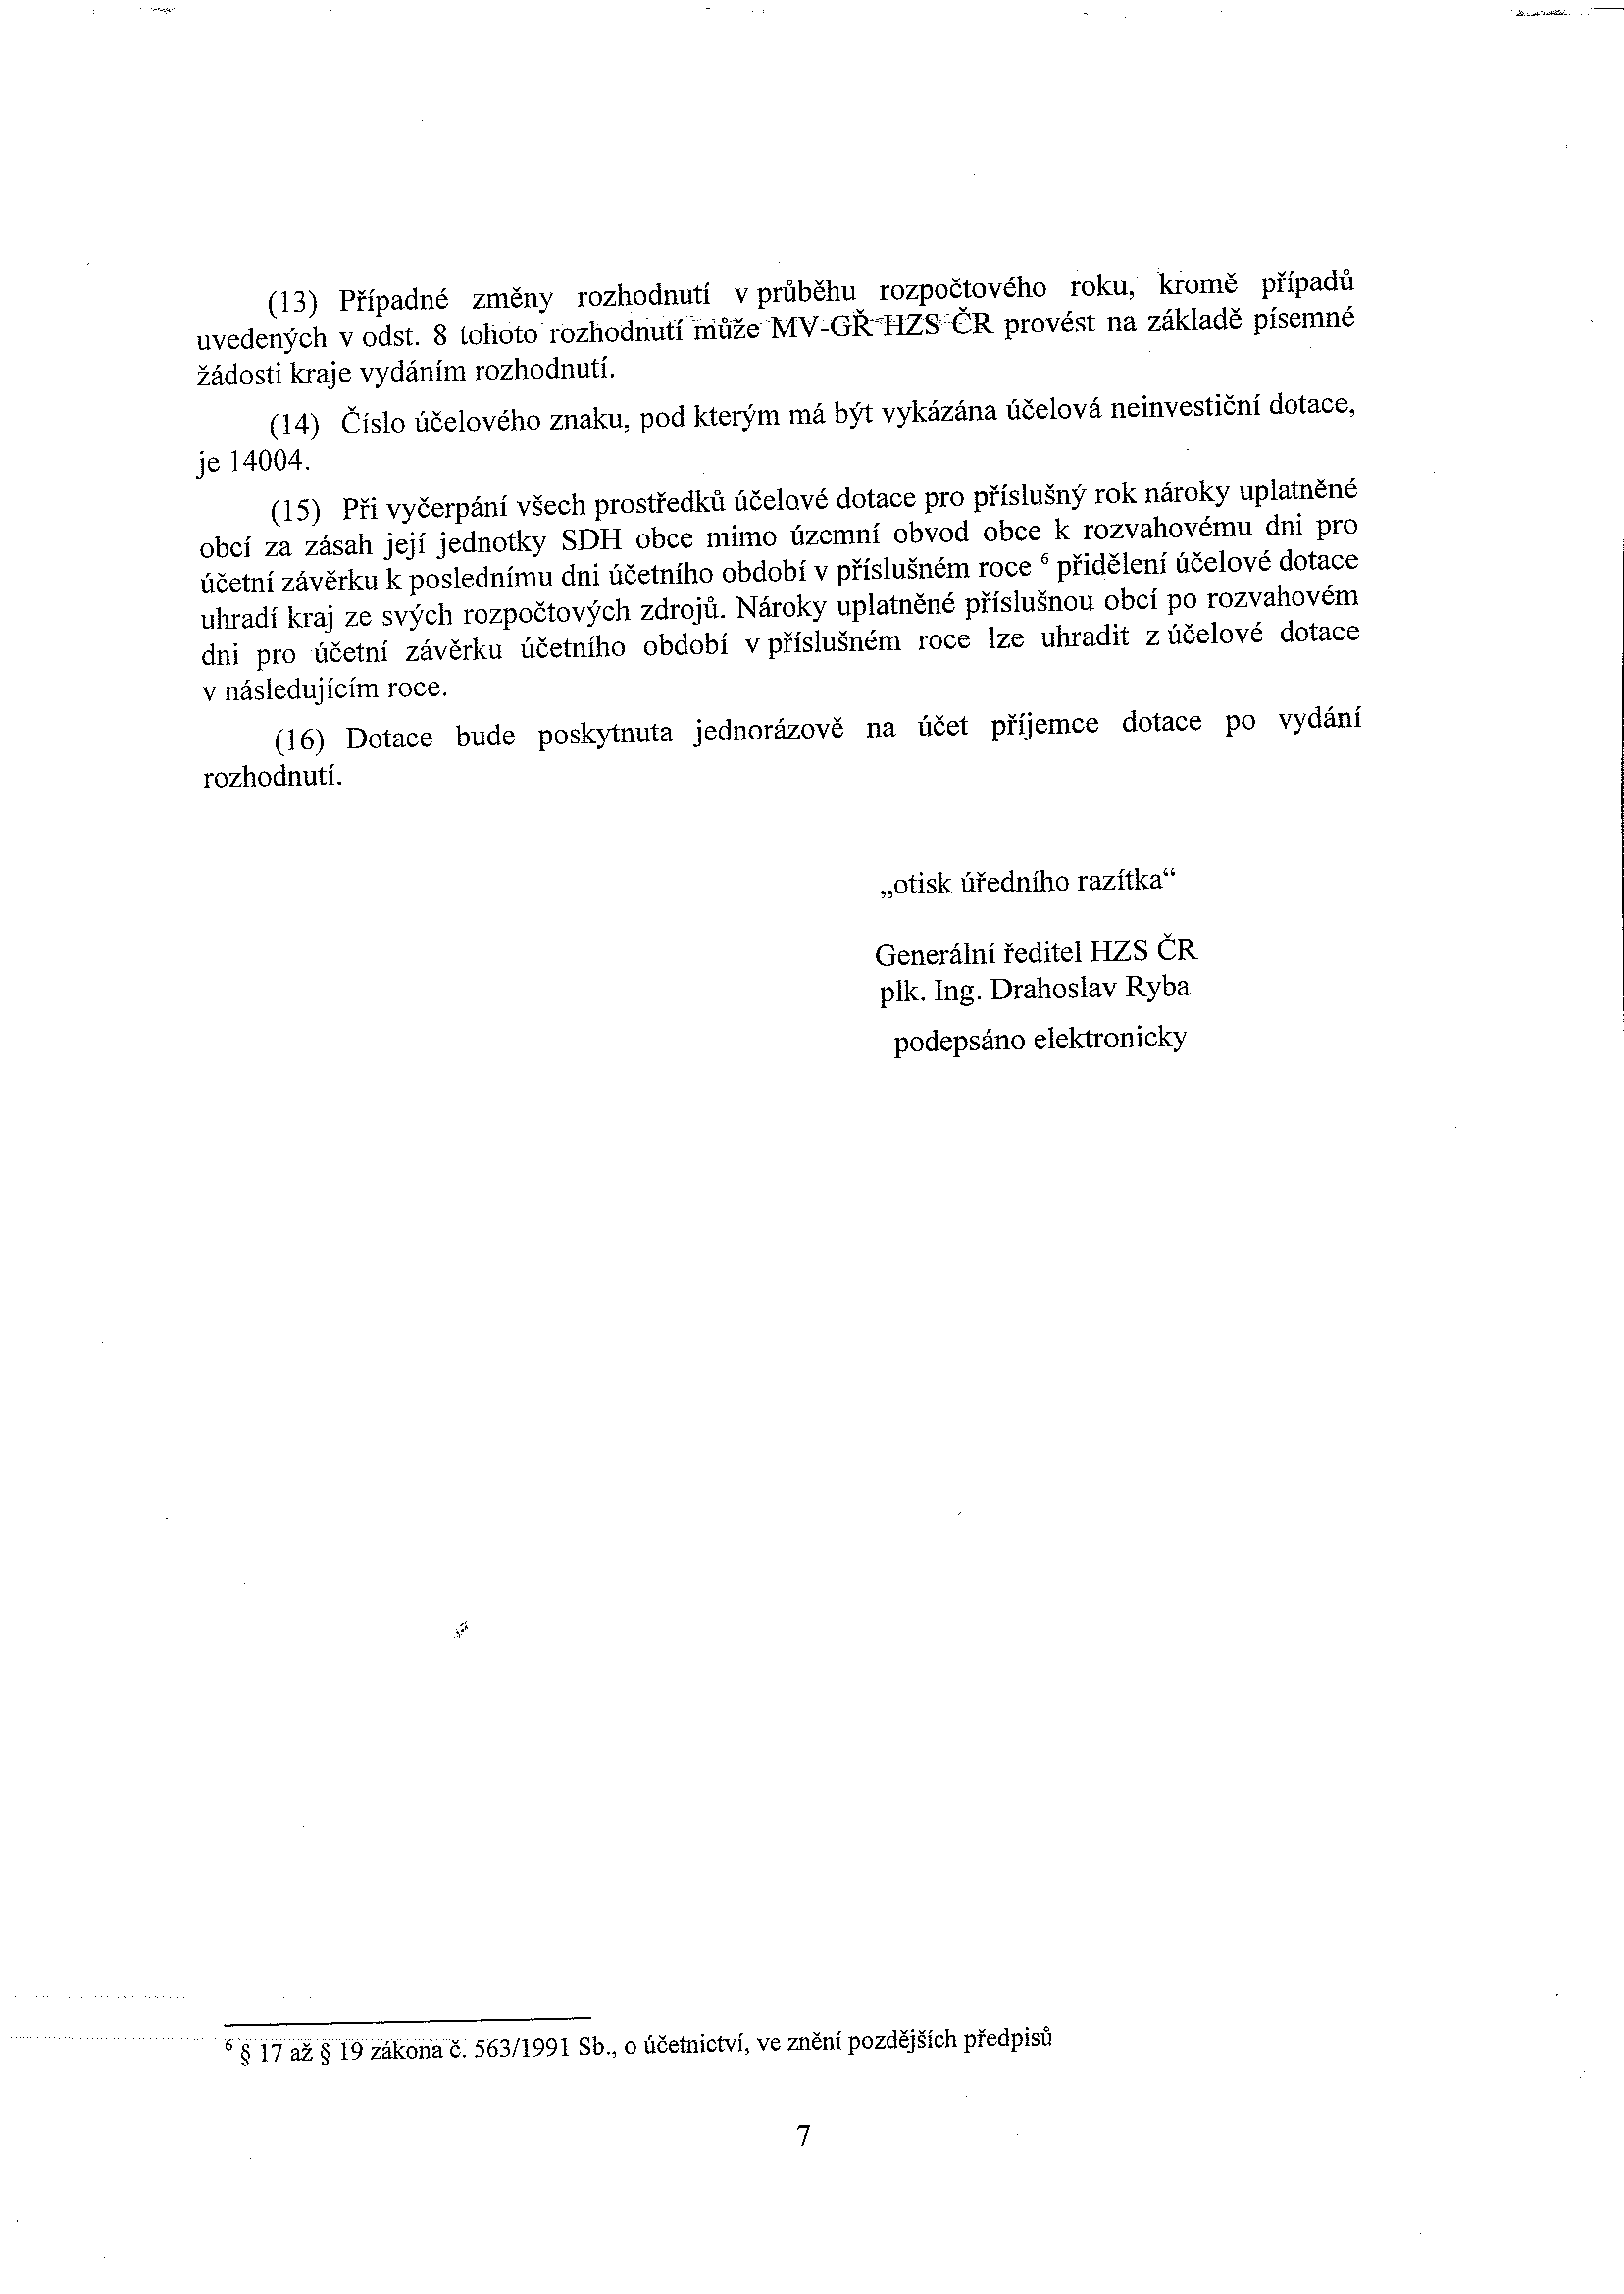 (13) Případné změny rozhodnutí v průběhu rozpočtového roku, kromě případů
uvedených v odst. 8 tohoto rozhodnutí může MV-GŘ HZS ČR provést na základě písemné
žádosti kraje vydáním rozhodnutí.
(14) Číslo účelového znaku, pod kterým má být vykázána účelová neinvestiční dotace,
je 14004.
(15) Při vyčerpání všech prostředků účelové dotace pro příslušný rok nároky uplatněné
obcí za zásah její jednotky SDH obce mimo územní obvod obce k rozvahovému dni pro
účetní závěrku k poslednímu dni účetního období v příslušném roce ⁶ přidělení účelové dotace
uhradí kraj ze svých rozpočtových zdrojů. Nároky uplatněné příslušnou obcí po rozvahovém
dni pro účetní závěrku účetního období v příslušném roce lze uhradit z účelové dotace
v následujícím roce.
(16) Dotace bude poskytnuta jednorázově na účet příjemce dotace po vydání
rozhodnutí.
„otisk úředního razítka“
Generální ředitel HZS ČR
plk. Ing. Drahoslav Ryba
podepsáno elektronicky
⁶ § 17 až § 19 zákona č. 563/1991 Sb., o účetnictví, ve znění pozdějších předpisů
7